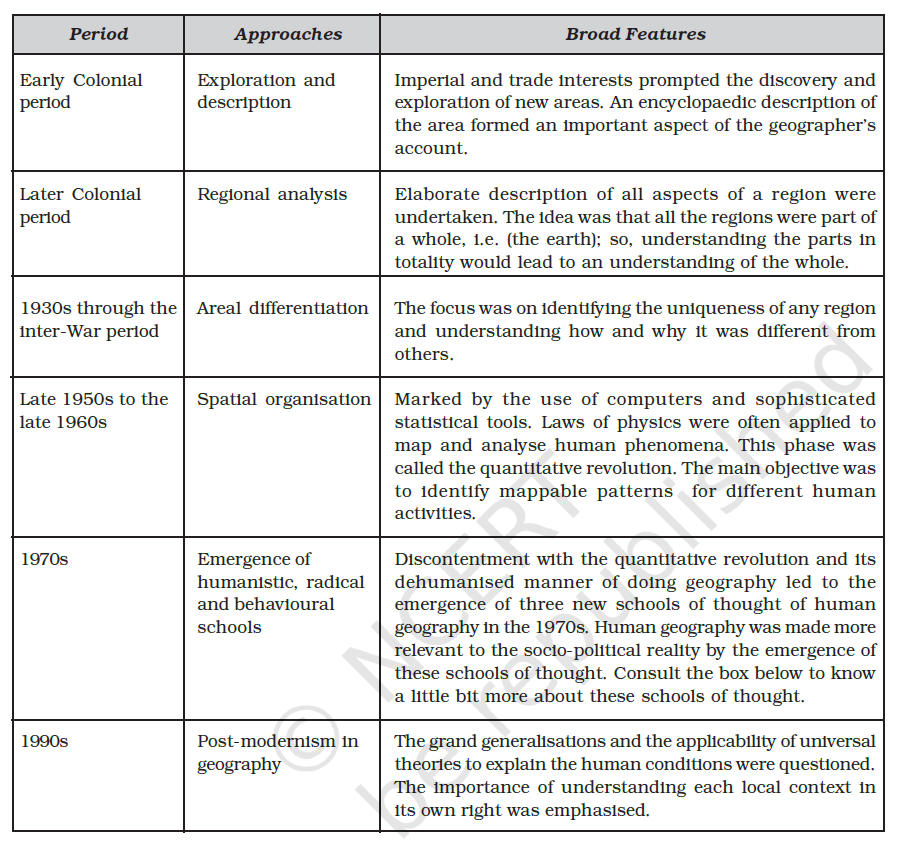 Period Approaches Broad Features
Early Colonial
period
Exploration and
description
Imperial and trade interests prompted the discovery and
exploration of new areas. An encyclopaedic description of
the area formed an important aspect of the geographer's
account.
Later Colonial
period
Regional analysis
Elaborate description of all aspects of a region were
undertaken. The idea was that all the regions were part of
a whole, i.e. (the earth); so, understanding the parts in
totality would lead to an understanding of the whole.
1930s through the
inter-War period
Areal differentiation
The focus was on identifying the uniqueness of any region
and understanding how and why it was different from
others.
Late 1950s to the
late 1960s
Spatial organisation
Marked by the use of computers and sophisticated
statistical tools. Laws of physics were often applied to
map and analyse human phenomena. This phase was
called the quantitative revolution. The main objective was
to identify mappable patterns for different human
activities.
1970s
Emergence of
humanistic, radical
and behavioural
schools
Discontentment with the quantitative revolution and its
dehumanised manner of doing geography led to the
emergence of three new schools of thought of human
geography in the 1970s. Human geography was made more
relevant to the socio-political reality by the emergence of
these schools of thought. Consult the box below to know
a little bit more about these schools of thought.
1990s
Post-modernism in
geography
The grand generalisations and the applicability of universal
theories to explain the human conditions were questioned.
The importance of understanding each local context in
its own right was emphasised.
© NCERT
be republished